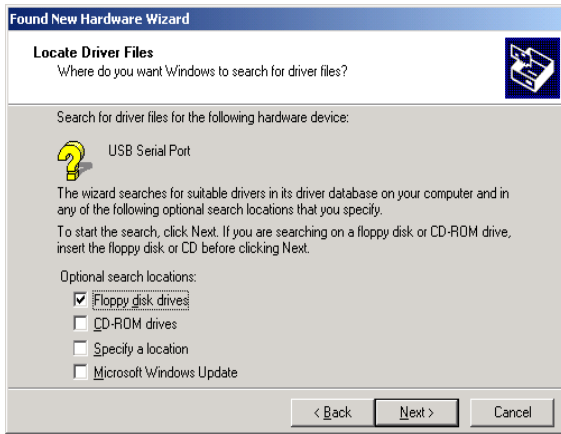 Found New Hardware Wizard
Locate Driver Files
Where do you want Windows to search for driver files?
Search for driver files for the following hardware device:
USB Serial Port
The wizard searches for suitable drivers in its driver database on your computer and in
any of the following optional search locations that you specify.
To start the search, click Next. If you are searching on a floppy disk or CD-ROM drive,
insert the floppy disk or CD before clicking Next.
Optional search locations:
Floppy disk drives
CD-ROM drives
Specify a location
Microsoft Windows Update
< Back Next > Cancel